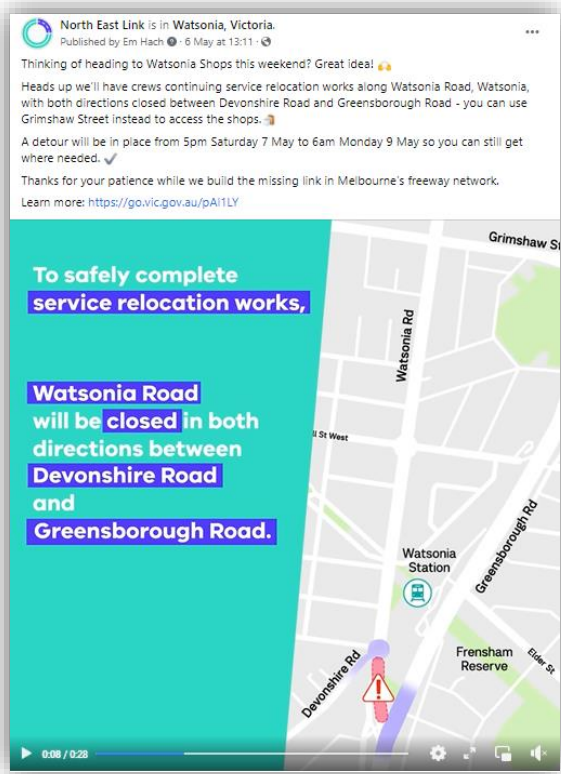 North East Link is in Watsonia, Victoria.
Published by Em Hach · 6 May at 13:11 ·
Thinking of heading to Watsonia Shops this weekend? Great idea! 🙌
Heads up we'll have crews continuing service relocation works along Watsonia Road, Watsonia,
with both directions closed between Devonshire Road and Greensborough Road - you can use
Grimshaw Street instead to access the shops.
A detour will be in place from 5pm Saturday 7 May to 6am Monday 9 May so you can still get
where needed. ✔
Thanks for your patience while we build the missing link in Melbourne's freeway network.
Learn more: https://go.vic.gov.au/pAi1LY
To safely complete
service relocation works,
Watsonia Road
will be closed in both
directions between
Devonshire Road
and
Greensborough Road.
Grimshaw St
Watsonia Rd
ll St West
Greensborough Rd
Watsonia
Station
Devonshire Rd
Frensham
Reserve
Elder St
0:08 / 0:28